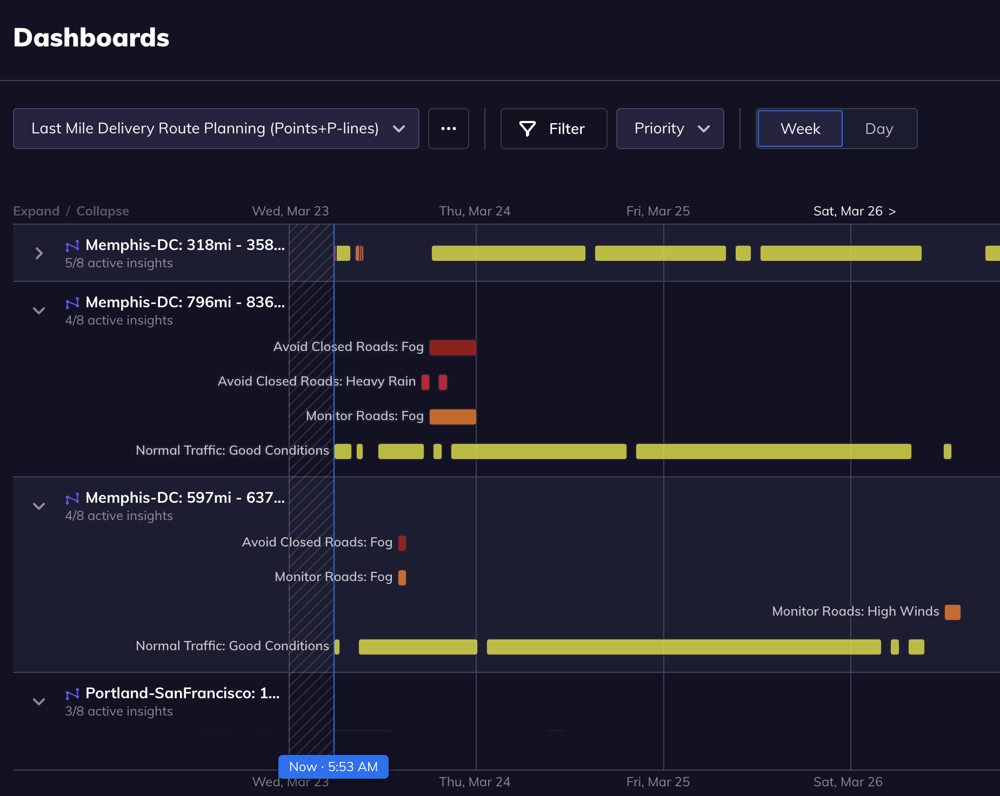 Dashboards
Last Mile Delivery Route Planning (Points+P-lines)
Filter
Priority
Week
Day
Expand / Collapse
Wed, Mar 23
Thu, Mar 24
Fri, Mar 25
Sat, Mar 26 >
Memphis-DC: 318mi - 358...
5/8 active insights
Memphis-DC: 796mi - 836...
4/8 active insights
Avoid Closed Roads: Fog
Avoid Closed Roads: Heavy Rain
Monitor Roads: Fog
Normal Traffic: Good Conditions
Memphis-DC: 597mi - 637...
4/8 active insights
Avoid Closed Roads: Fog
Monitor Roads: Fog
Monitor Roads: High Winds
Normal Traffic: Good Conditions
Portland-SanFrancisco: 1...
3/8 active insights
Now · 5:53 AM
Wed, Mar 23
Thu, Mar 24
Fri, Mar 25
Sat, Mar 26